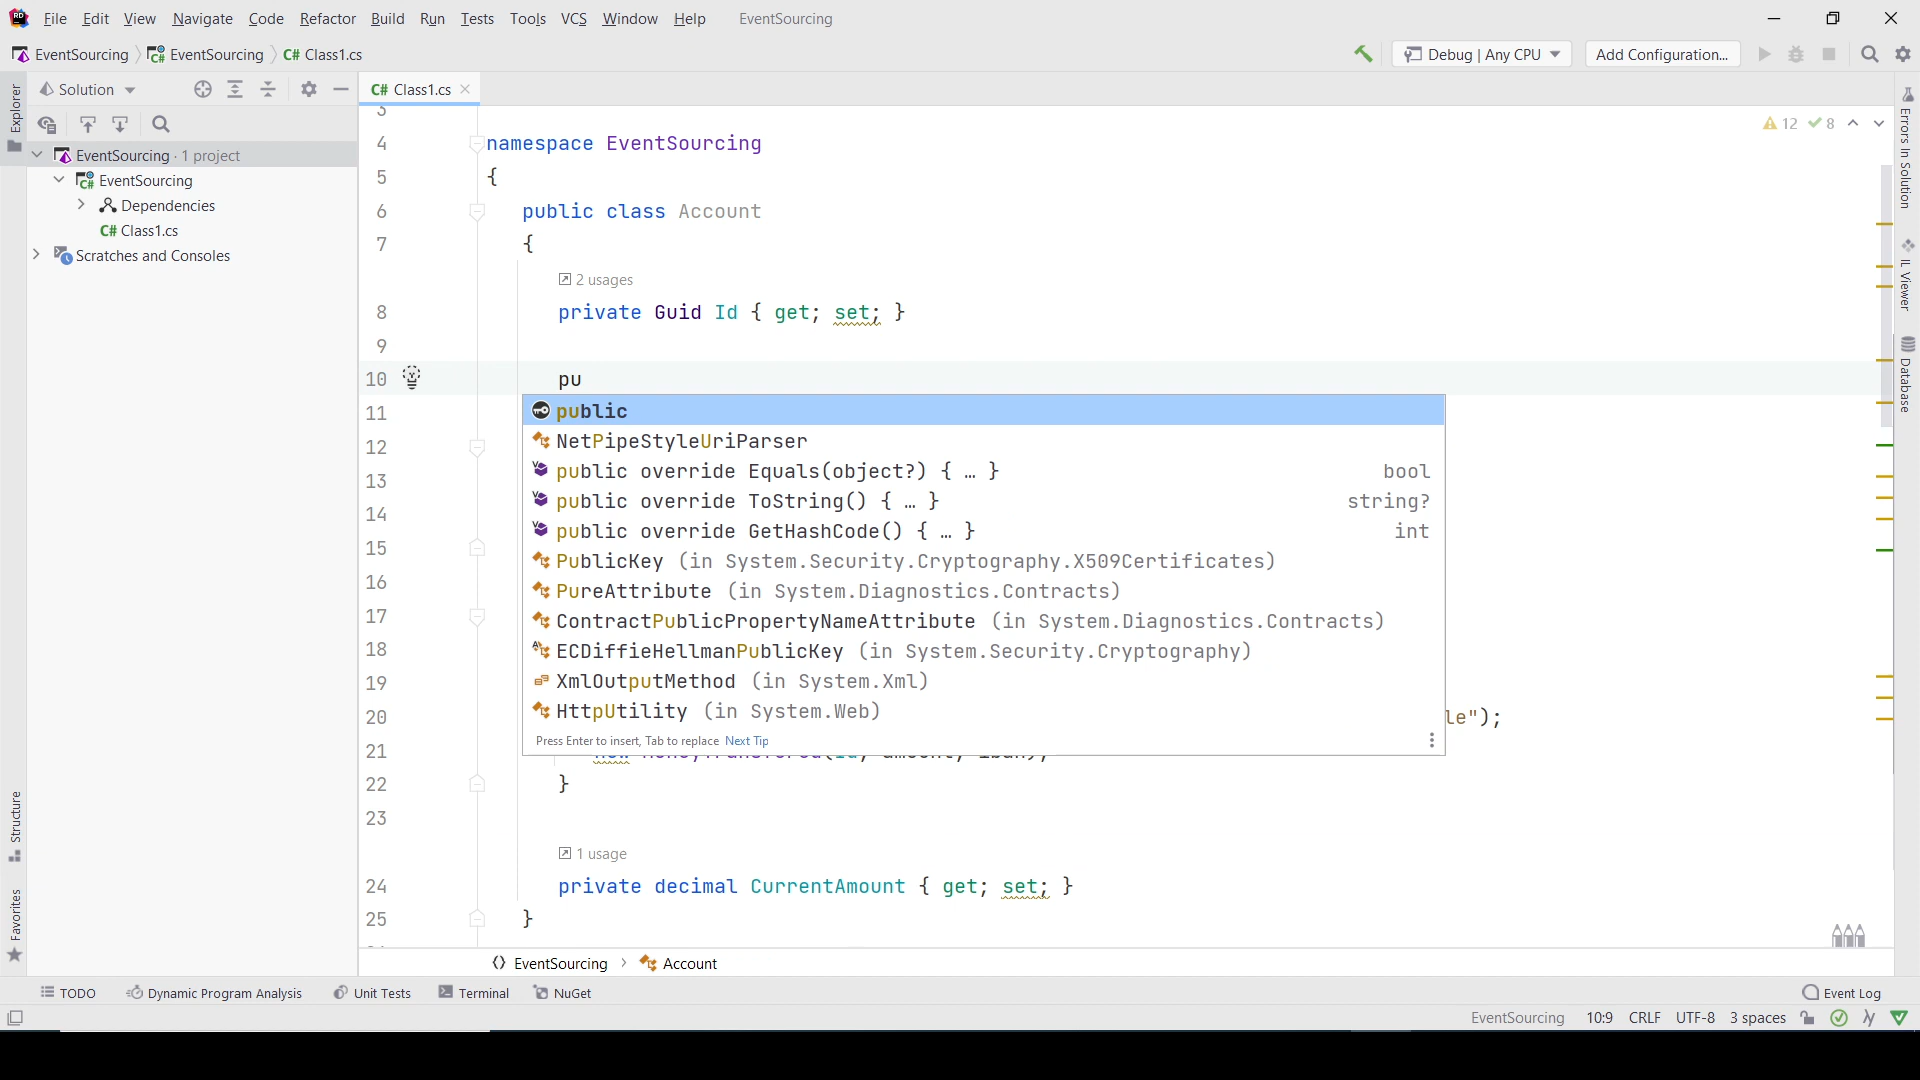 File Edit View Navigate Code Refactor Build Run Tests Tools VCS Window Help EventSourcing
EventSourcing EventSourcing C# Class1.cs Debug | Any CPU Add Configuration...
Explorer
Solution
C# Class1.cs
EventSourcing · 1 project
EventSourcing
Dependencies
C# Class1.cs
Scratches and Consoles
Structure
Favorites
12 8
3
4 namespace EventSourcing
5 {
6 public class Account
7 {
2 usages
8 private Guid Id { get; set; }
9
10 pu
11
12
13
14
15
16
17
18
19
20 le");
21
22 }
23
1 usage
24 private decimal CurrentAmount { get; set; }
25 }
public
NetPipeStyleUriParser
public override Equals(object?) { … } bool
public override ToString() { … } string?
public override GetHashCode() { … } int
PublicKey (in System.Security.Cryptography.X509Certificates)
PureAttribute (in System.Diagnostics.Contracts)
ContractPublicPropertyNameAttribute (in System.Diagnostics.Contracts)
ECDiffieHellmanPublicKey (in System.Security.Cryptography)
XmlOutputMethod (in System.Xml)
HttpUtility (in System.Web)
Press Enter to insert, Tab to replace Next Tip
Errors In Solution
IL Viewer
Database
EventSourcing Account
TODO Dynamic Program Analysis Unit Tests Terminal NuGet Event Log
EventSourcing 10:9 CRLF UTF-8 3 spaces